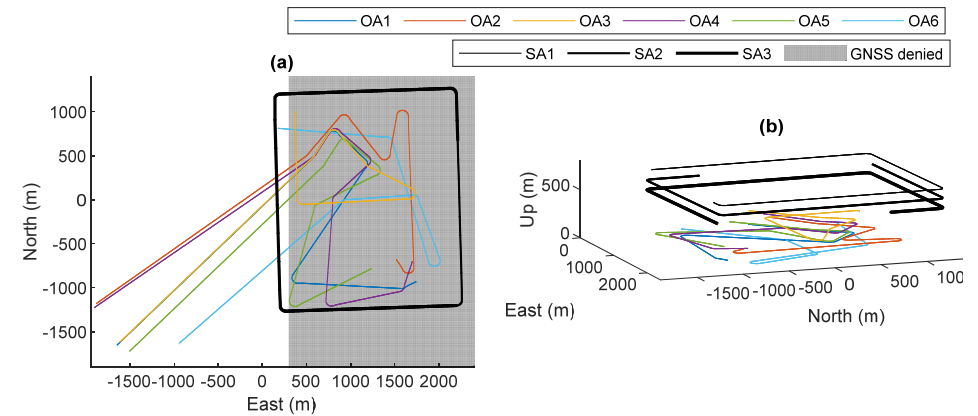 OA1 OA2 OA3 OA4 OA5 OA6
SA1 SA2 SA3 GNSS denied
(a)
1000
500
0
-500
-1000
-1500
North (m)
-1500 -1000 -500 0 500 1000 1500 2000
East (m)
(b)
500
0
Up (m)
0
1000
2000
East (m)
-1500 -1000 -500 0 500 100
North (m)